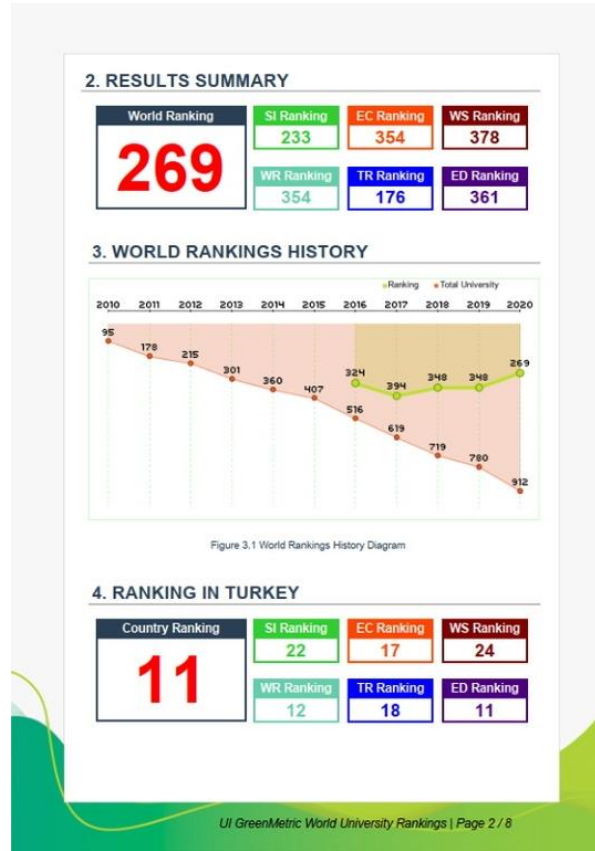 2. RESULTS SUMMARY
World Ranking
269
SI Ranking
233
EC Ranking
354
WS Ranking
378
WR Ranking
354
TR Ranking
176
ED Ranking
361
3. WORLD RANKINGS HISTORY
Ranking Total University
2010 2011 2012 2013 2014 2015 2016 2017 2018 2019 2020
95 178 215 301 360 407 516 619 719 780 912
324 394 348 348 269
Figure 3.1 World Rankings History Diagram
4. RANKING IN TURKEY
Country Ranking
11
SI Ranking
22
EC Ranking
17
WS Ranking
24
WR Ranking
12
TR Ranking
18
ED Ranking
11
UI GreenMetric World University Rankings | Page 2 / 8